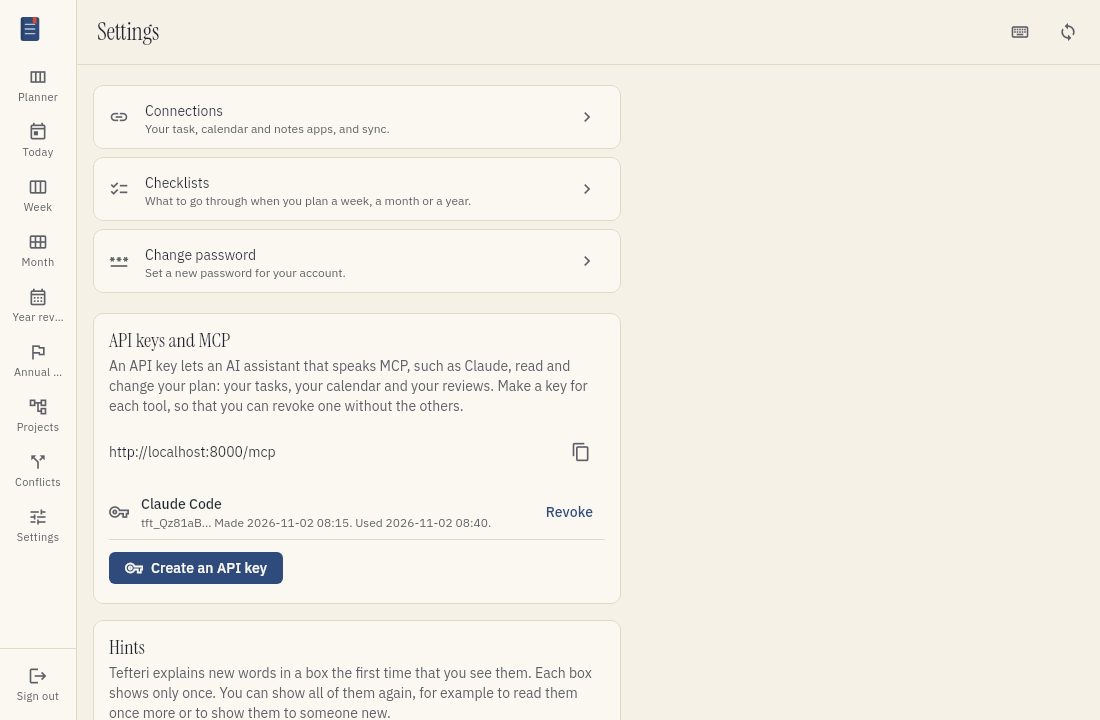 Settings
Planner
Today
Week
Month
Year rev...
Annual ...
Projects
Conflicts
Settings
Sign out
Connections
Your task, calendar and notes apps, and sync.
Checklists
What to go through when you plan a week, a month or a year.
Change password
Set a new password for your account.
API keys and MCP
An API key lets an AI assistant that speaks MCP, such as Claude, read and
change your plan: your tasks, your calendar and your reviews. Make a key for
each tool, so that you can revoke one without the others.
http://localhost:8000/mcp
Claude Code
tft_Qz81aB... Made 2026-11-02 08:15. Used 2026-11-02 08:40.
Revoke
Create an API key
Hints
Tefteri explains new words in a box the first time that you see them. Each box
shows only once. You can show all of them again, for example to read them
once more or to show them to someone new.